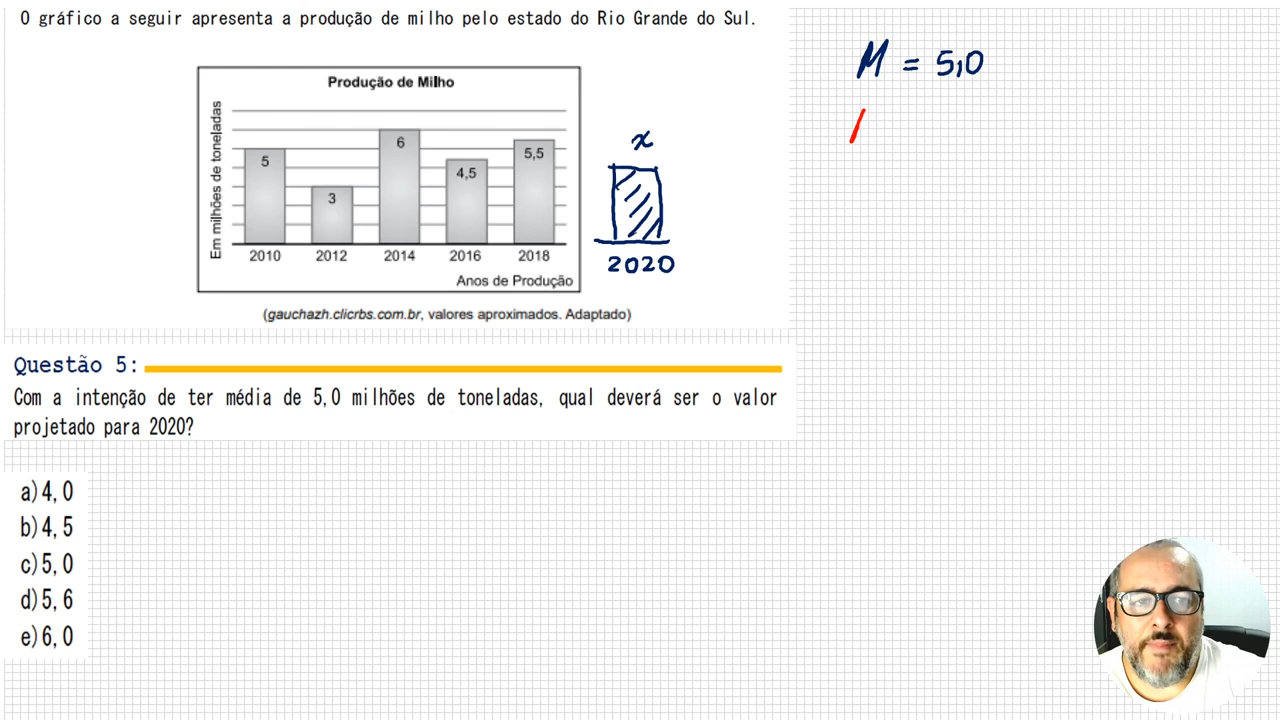 O gráfico a seguir apresenta a produção de milho pelo estado do Rio Grande do Sul.
M = 5,0
Produção de Milho
Em milhões de toneladas
5
3
6
4,5
5,5
x
2010
2012
2014
2016
2018
2020
Anos de Produção
(gauchazh.clicrbs.com.br, valores aproximados. Adaptado)
Questão 5:
Com a intenção de ter média de 5,0 milhões de toneladas, qual deverá ser o valor
projetado para 2020?
a)4,0
b)4,5
c)5,0
d)5,6
e)6,0